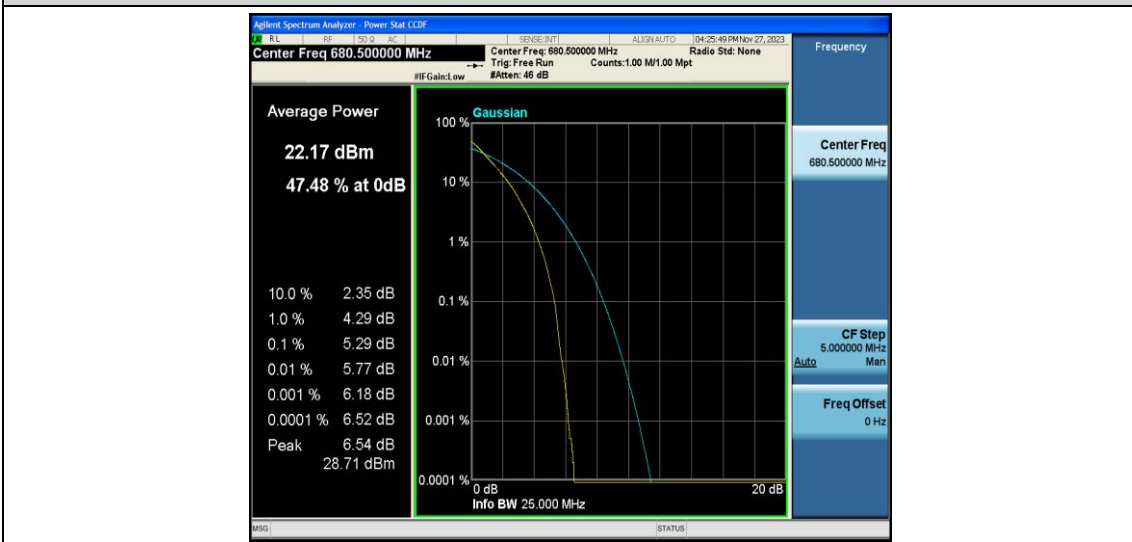 Agilent Spectrum Analyzer - Power Stat CCDF
RL RF 50 Ω AC SENSE:INT ALIGN AUTO 04:25:49 PM Nov 27, 2023
Center Freq 680.500000 MHz
Center Freq: 680.500000 MHz Radio Std: None
Trig: Free Run Counts:1.00 M/1.00 Mpt
#IFGain:Low #Atten: 46 dB
Frequency
Average Power
22.17 dBm
47.48 % at 0dB
10.0 % 2.35 dB
1.0 % 4.29 dB
0.1 % 5.29 dB
0.01 % 5.77 dB
0.001 % 6.18 dB
0.0001 % 6.52 dB
Peak 6.54 dB
28.71 dBm
Gaussian
100 %
10 %
1 %
0.1 %
0.01 %
0.001 %
0.0001 %
0 dB 20 dB
Info BW 25.000 MHz
Center Freq
680.500000 MHz
CF Step
5.000000 MHz
Auto Man
Freq Offset
0 Hz
MSG STATUS